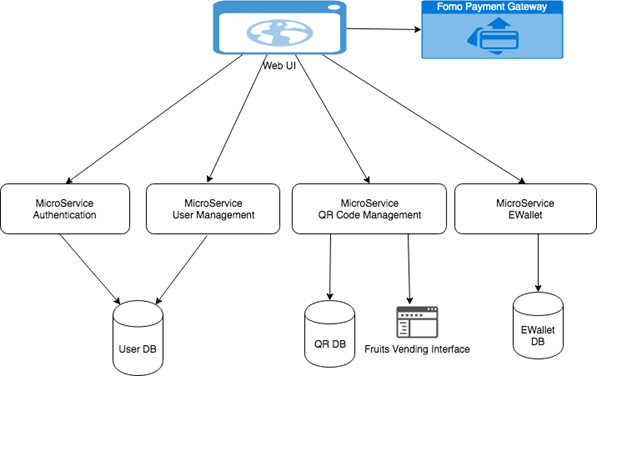 Fomo Payment Gateway
Web UI
MicroService
Authentication
MicroService
User Management
MicroService
QR Code Management
MicroService
EWallet
User DB
QR DB
Fruits Vending Interface
EWallet
DB